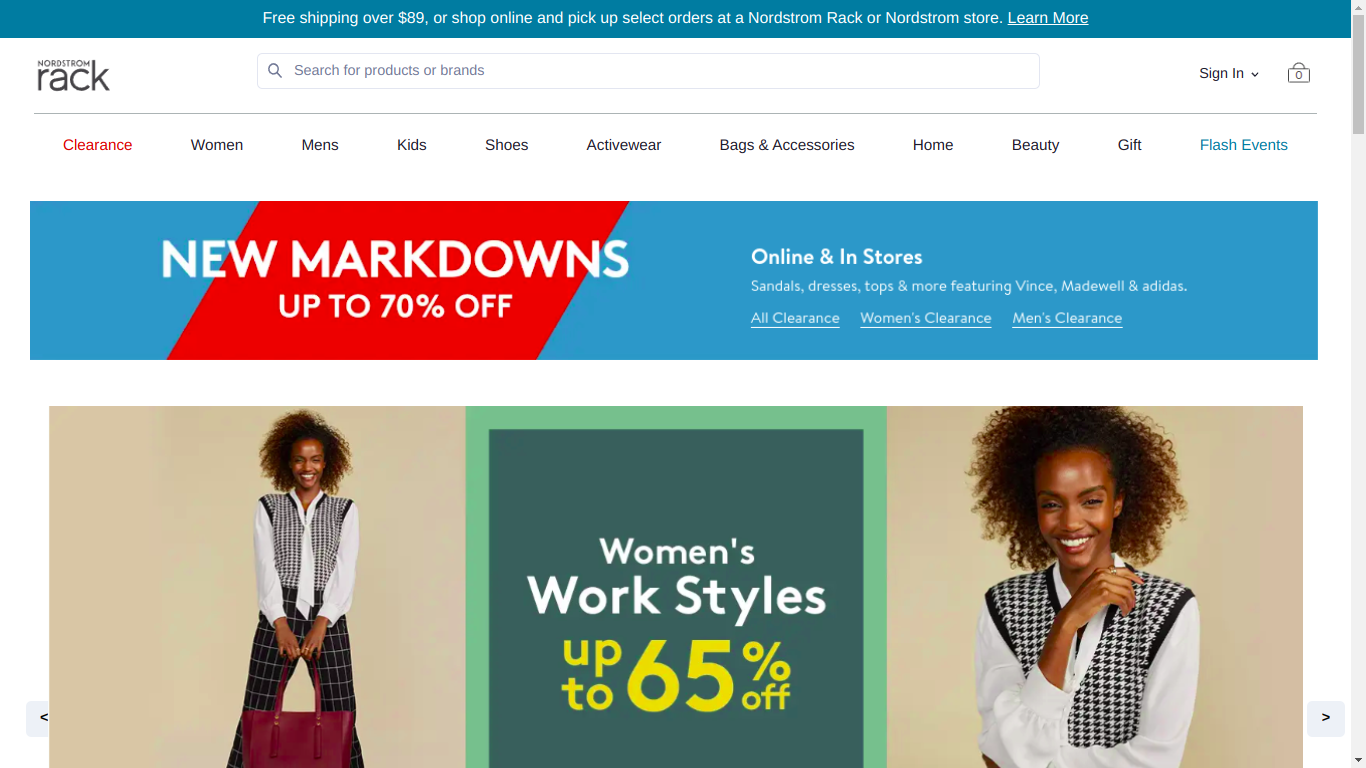 Free shipping over $89, or shop online and pick up select orders at a Nordstrom Rack or Nordstrom store. Learn More
NORDSTROM
rack
Search for products or brands
Sign In
0
Clearance Women Mens Kids Shoes Activewear Bags & Accessories Home Beauty Gift Flash Events
NEW MARKDOWNS
UP TO 70% OFF
Online & In Stores
Sandals, dresses, tops & more featuring Vince, Madewell & adidas.
All Clearance Women's Clearance Men's Clearance
Women's
Work Styles
up to 65% off
< >